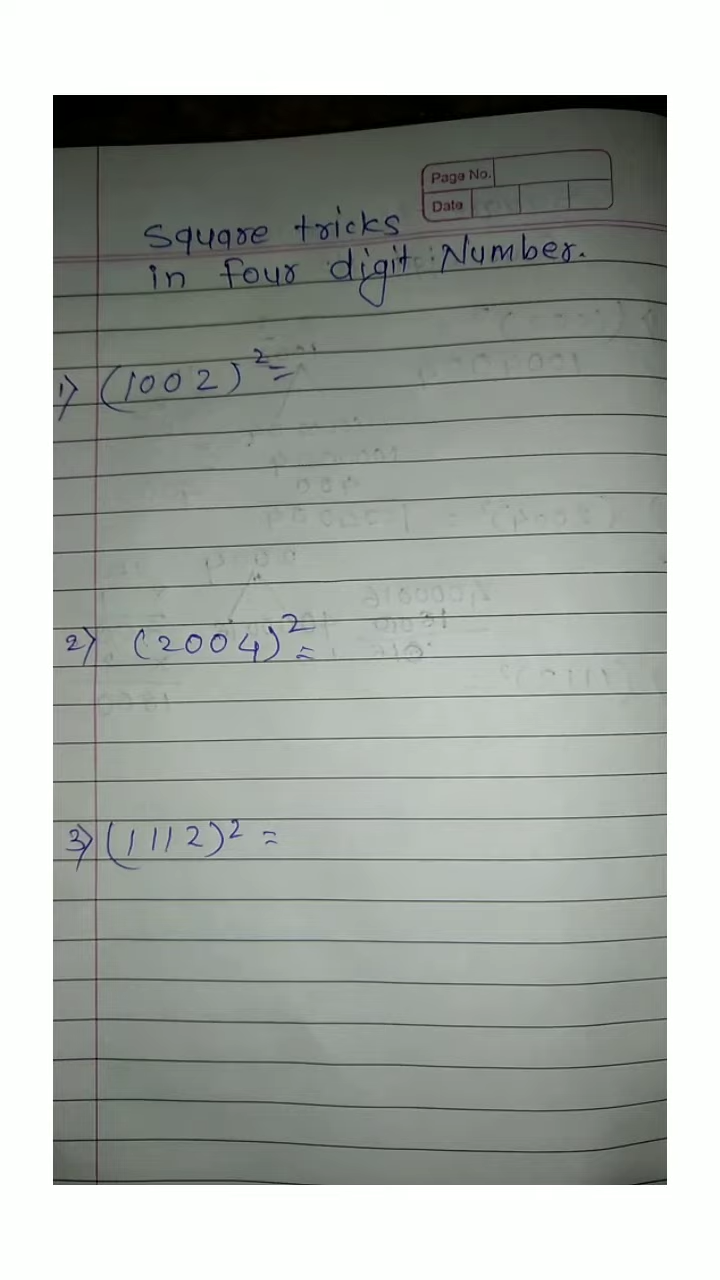 Page No.
Date
Square tricks
in four digit Number.
1) (1002)²=
2) (2004)²=
3) (1112)² =